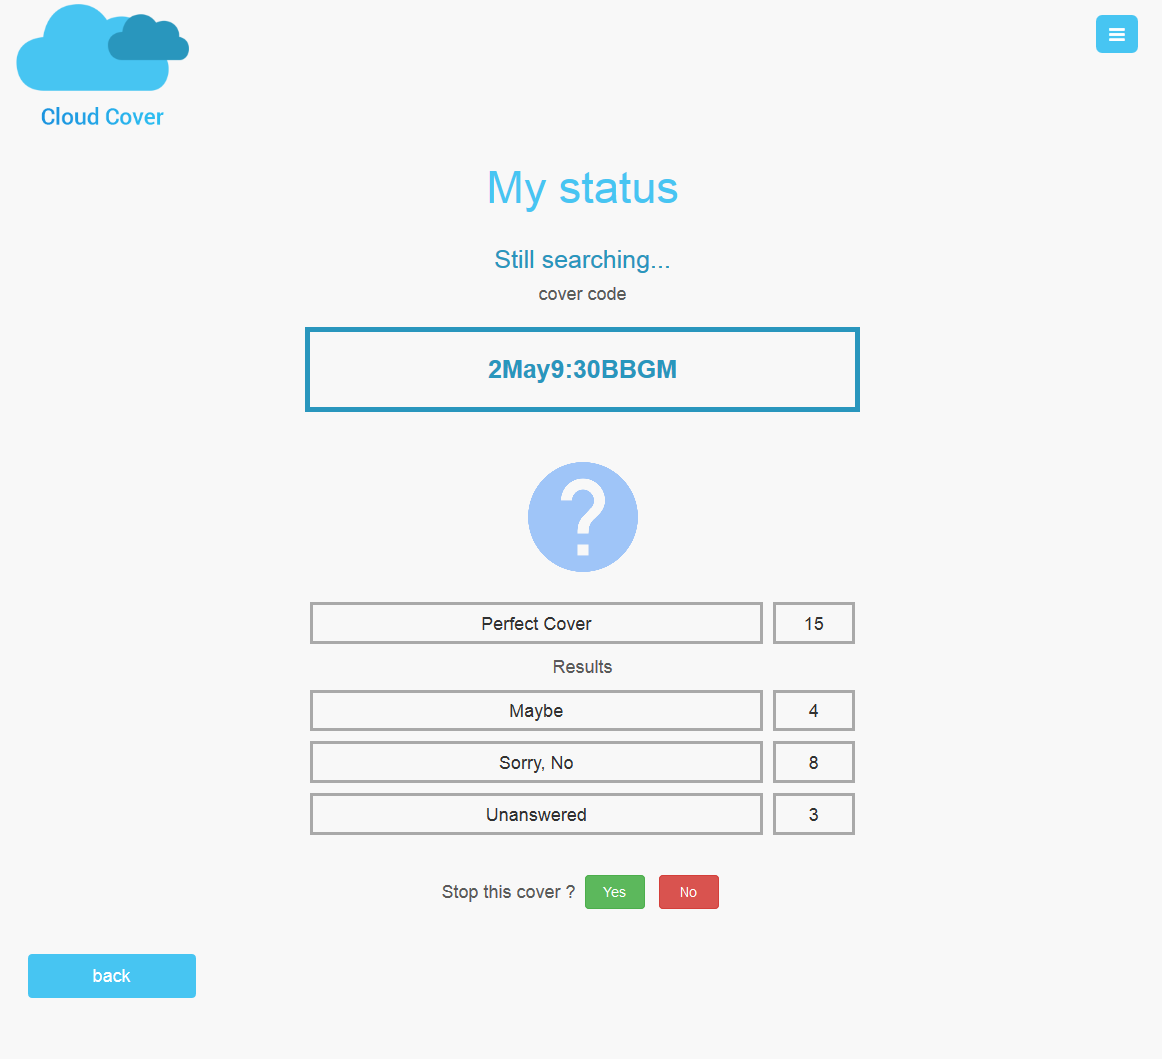 Cloud Cover
My status
Still searching...
cover code
2May9:30BBGM
?
Perfect Cover 15
Results
Maybe 4
Sorry, No 8
Unanswered 3
Stop this cover ? Yes No
back